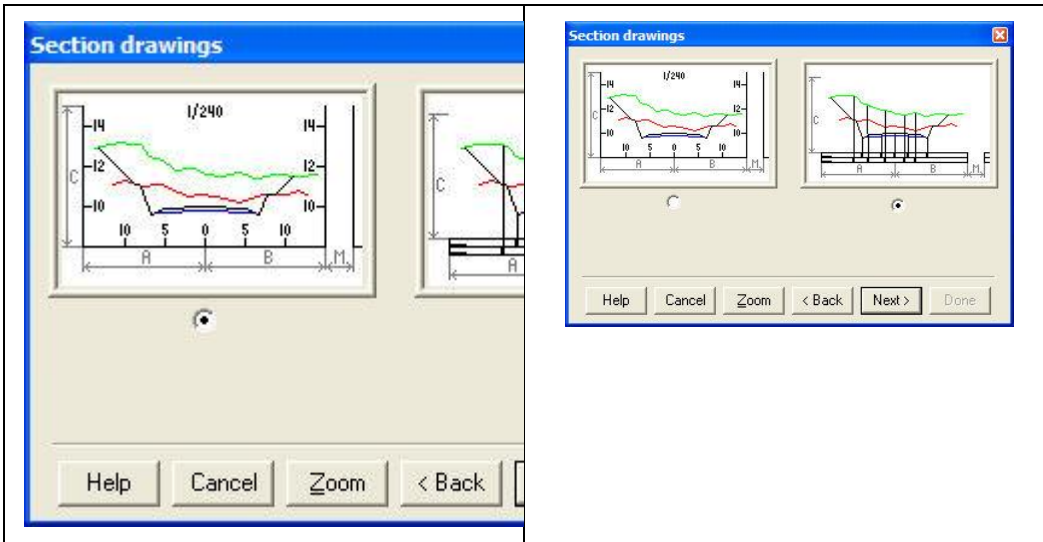 Section drawings
1/240
14 14
12 12
C
10 10
10 5 0 5 10
A B M
C
A
Help Cancel Zoom < Back
Section drawings
1/240
14 14
12 12
C
10 10
10 5 0 5 10
A B M
C
A B M
Help Cancel Zoom < Back Next > Done